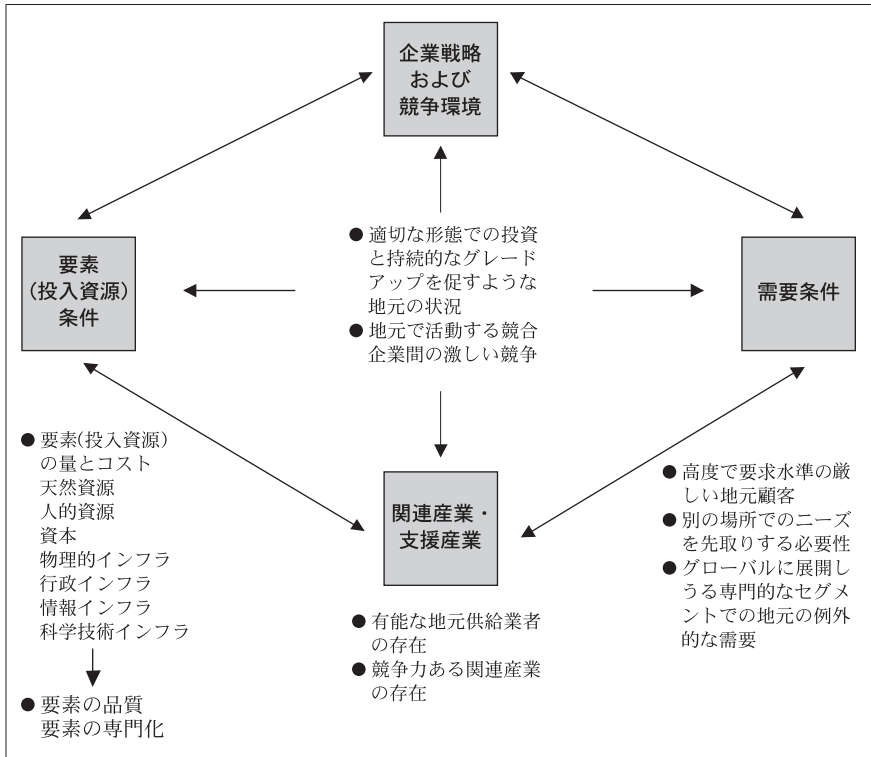 企業戦略
および
競争環境
● 適切な形態での投資
と持続的なグレード
アップを促すような
地元の状況
● 地元で活動する競合
企業間の激しい競争
要素
(投入資源)
条件
需要条件
● 要素(投入資源)
の量とコスト
天然資源
人的資源
資本
物理的インフラ
行政インフラ
情報インフラ
科学技術インフラ
● 要素の品質
要素の専門化
関連産業・
支援産業
● 有能な地元供給業者
の存在
● 競争力ある関連産業
の存在
● 高度で要求水準の厳
しい地元顧客
● 別の場所でのニーズ
を先取りする必要性
● グローバルに展開し
うる専門的なセグメ
ントでの地元の例外
的な需要